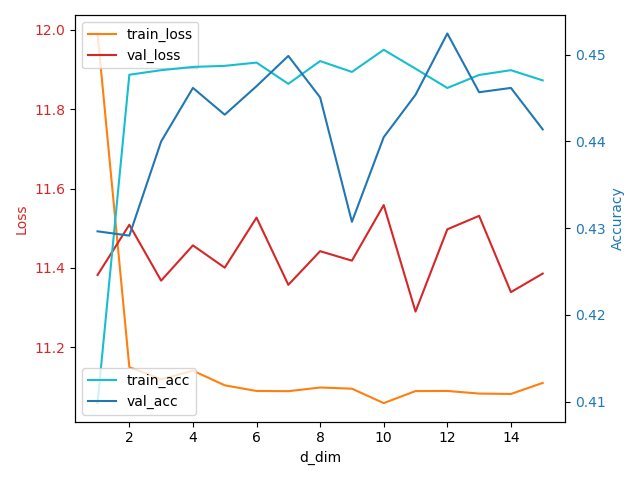 train_loss
val_loss
train_acc
val_acc
12.0
11.8
11.6
11.4
11.2
Loss
0.45
0.44
0.43
0.42
0.41
Accuracy
2 4 6 8 10 12 14
d_dim